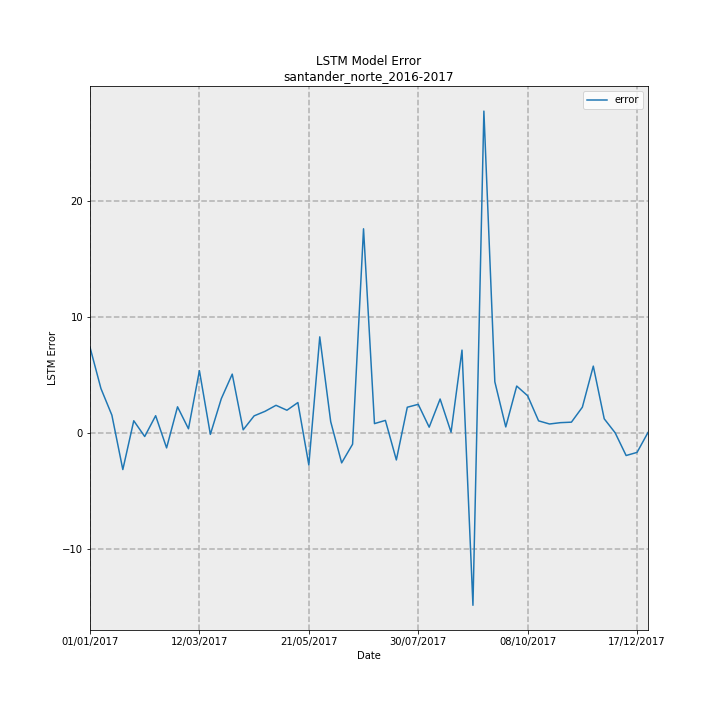 LSTM Model Error
santander_norte_2016-2017
error
20
10
0
−10
LSTM Error
01/01/2017 12/03/2017 21/05/2017 30/07/2017 08/10/2017 17/12/2017
Date